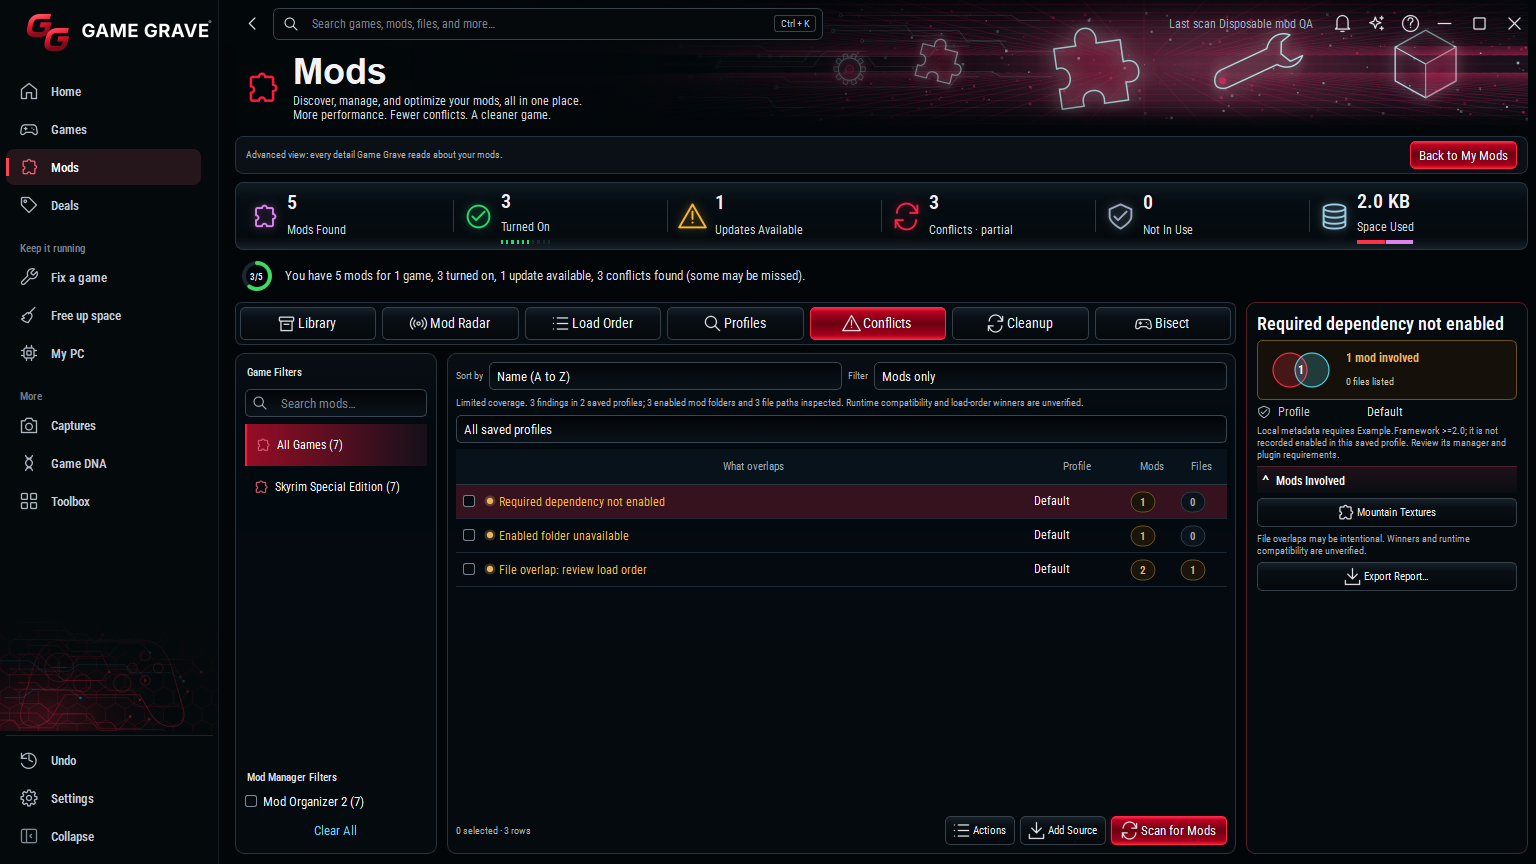 GG GAME GRAVE
Search games, mods, files, and more...
Ctrl + K
Last scan Disposable mod QA
Home
Games
Mods
Deals
Keep it running
Fix a game
Free up space
My PC
More
Captures
Game DNA
Toolbox
Undo
Settings
Collapse
Mods
Discover, manage, and optimize your mods, all in one place.
More performance. Fewer conflicts. A cleaner game.
Advanced view: every detail Game Grave reads about your mods.
Back to My Mods
5
Mods Found
3
Turned On
1
Updates Available
3
Conflicts · partial
0
Not In Use
2.0 KB
Space Used
3/5
You have 5 mods for 1 game, 3 turned on, 1 update available, 3 conflicts found (some may be missed).
Library
Mod Radar
Load Order
Profiles
Conflicts
Cleanup
Bisect
Game Filters
Search mods...
All Games (7)
Skyrim Special Edition (7)
Mod Manager Filters
Mod Organizer 2 (7)
Clear All
Sort by
Name (A to Z)
Filter
Mods only
Limited coverage. 3 findings in 2 saved profiles; 3 enabled mod folders and 3 file paths inspected. Runtime compatibility and load-order winners are unverified.
All saved profiles
What overlaps Profile Mods Files
Required dependency not enabled Default 1 0
Enabled folder unavailable Default 1 0
File overlap: review load order Default 2 1
0 selected · 3 rows
Actions
Add Source
Scan for Mods
Required dependency not enabled
1
1 mod involved
0 files listed
Profile Default
Local metadata requires Example.Framework >=2.0; it is not
recorded enabled in this saved profile. Review its manager and
plugin requirements.
^ Mods Involved
Mountain Textures
File overlaps may be intentional. Winners and runtime
compatibility are unverified.
Export Report...